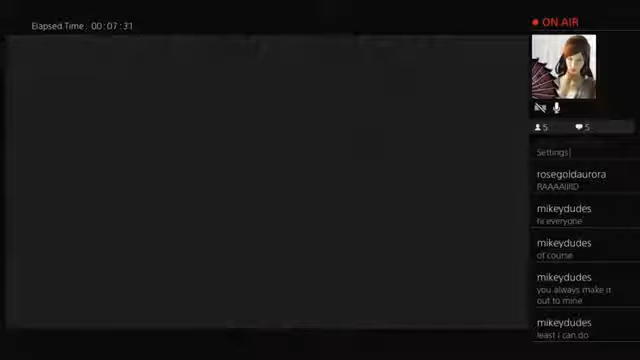 Elapsed Time : 00:07:31
ON AIR
5 5
Settings
rosegoldaurora
RAAAAIIIID
mikeydudes
hi everyone
mikeydudes
of course
mikeydudes
you always make it
out to mine
mikeydudes
least i can do